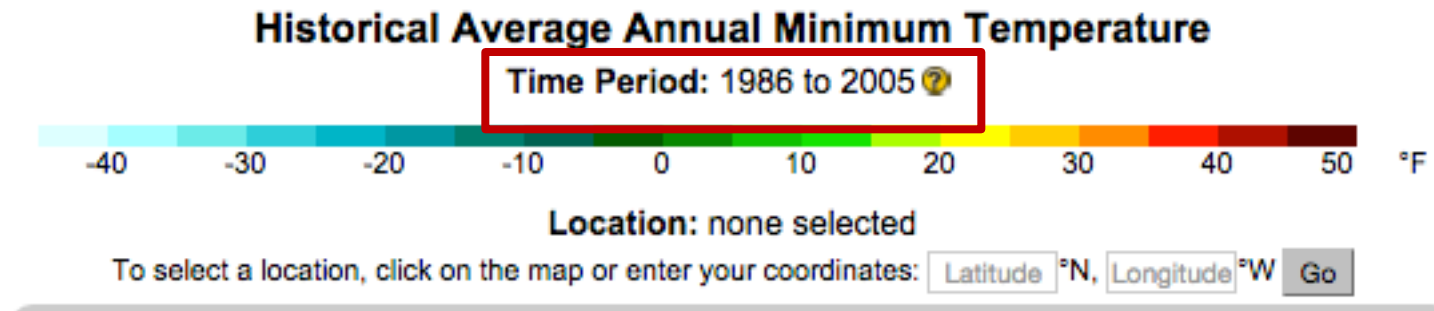 Historical Average Annual Minimum Temperature
Time Period: 1986 to 2005 ?
-40 -30 -20 -10 0 10 20 30 40 50 °F
Location: none selected
To select a location, click on the map or enter your coordinates: Latitude °N, Longitude °W Go